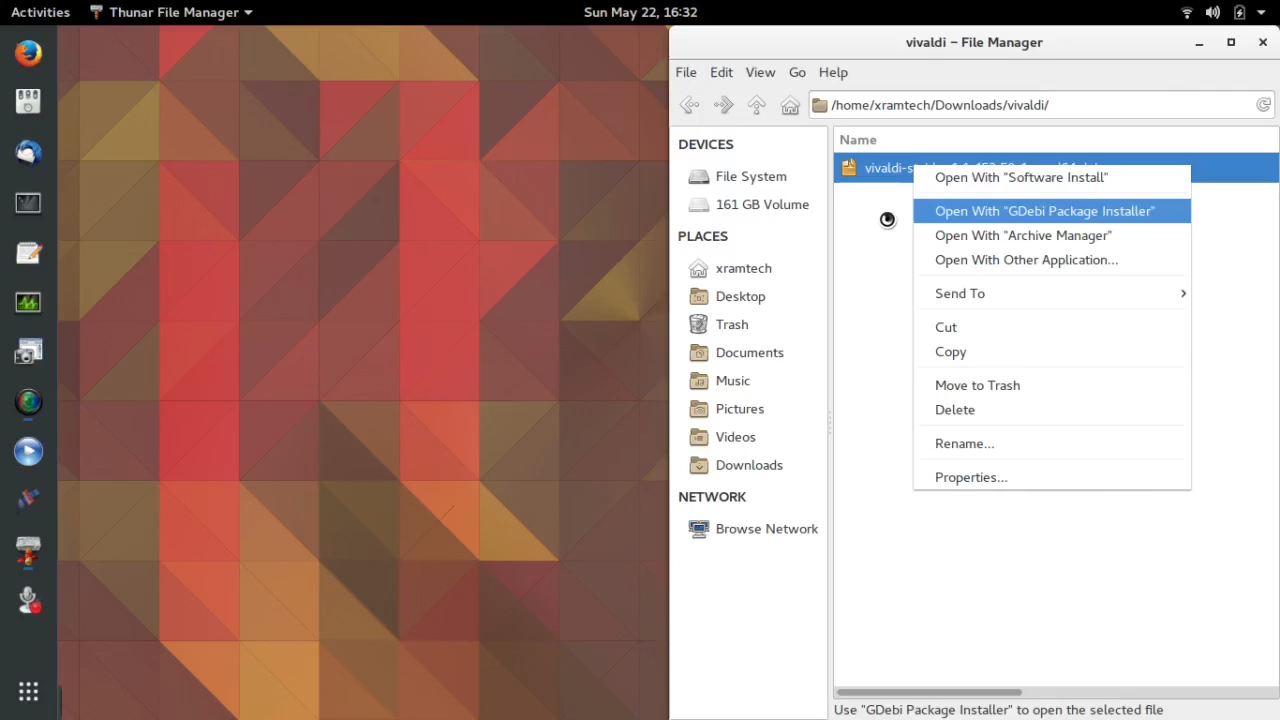 Activities
Thunar File Manager
Sun May 22, 16:32
vivaldi – File Manager
File Edit View Go Help
/home/xramtech/Downloads/vivaldi/
DEVICES
File System
161 GB Volume
PLACES
xramtech
Desktop
Trash
Documents
Music
Pictures
Videos
Downloads
NETWORK
Browse Network
Name
Open With "Software Install"
Open With "GDebi Package Installer"
Open With "Archive Manager"
Open With Other Application...
Send To
Cut
Copy
Move to Trash
Delete
Rename...
Properties...
Use "GDebi Package Installer" to open the selected file